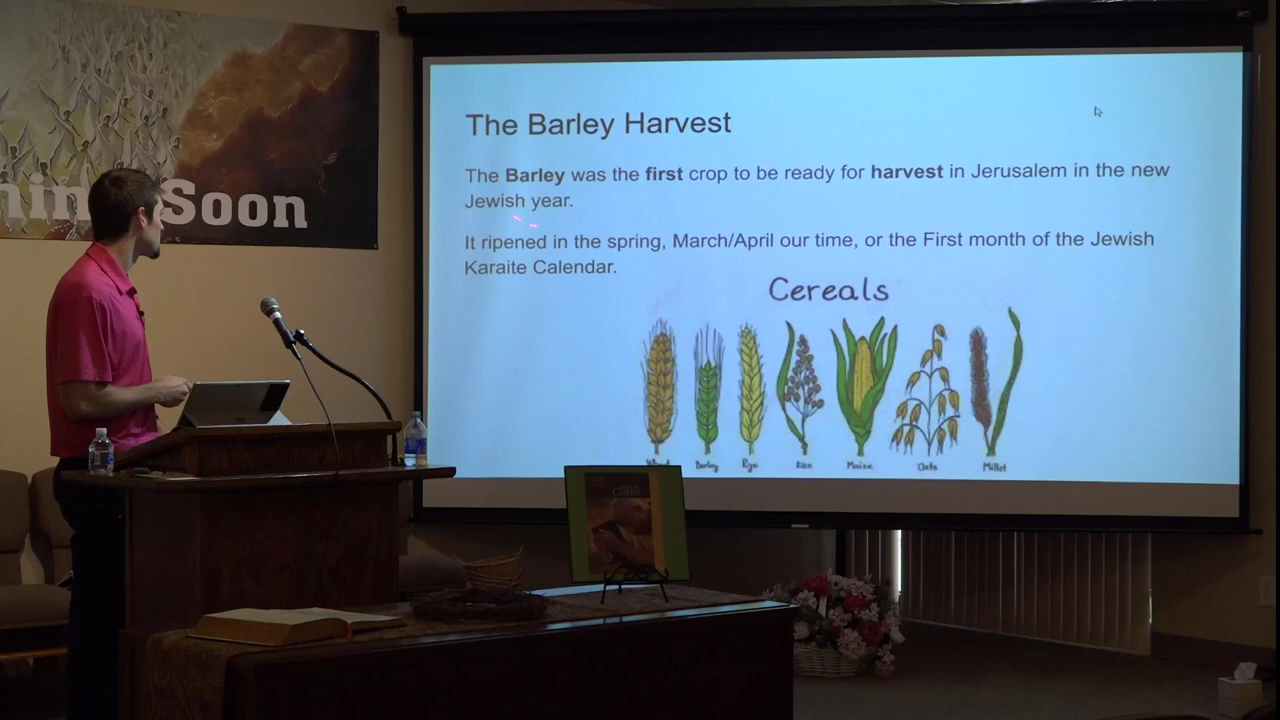 Soon
The Barley Harvest
The Barley was the first crop to be ready for harvest in Jerusalem in the new
Jewish year.
It ripened in the spring, March/April our time, or the First month of the Jewish
Karaite Calendar.
Cereals
Wheat Barley Rye Rice Maize Oats Millet
CHRIST